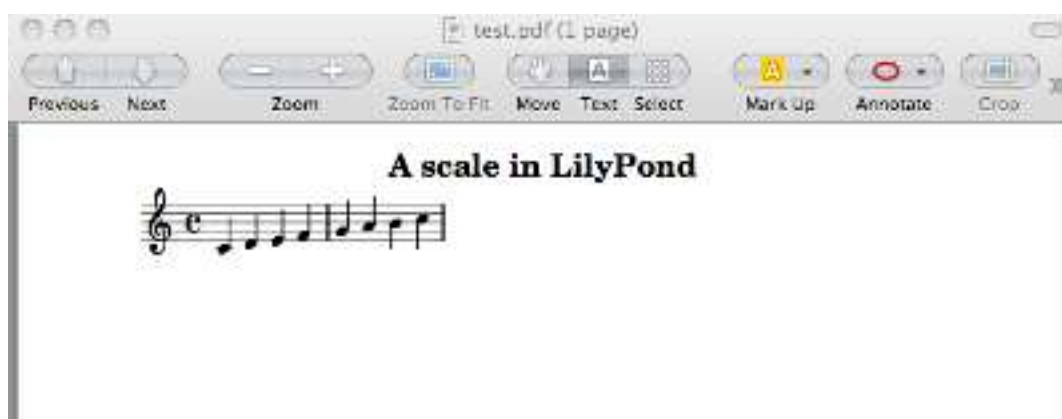 test.pdf (1 page)
Previous Next Zoom Zoom To Fit Move Text Select Mark Up Annotate Crop
A scale in LilyPond